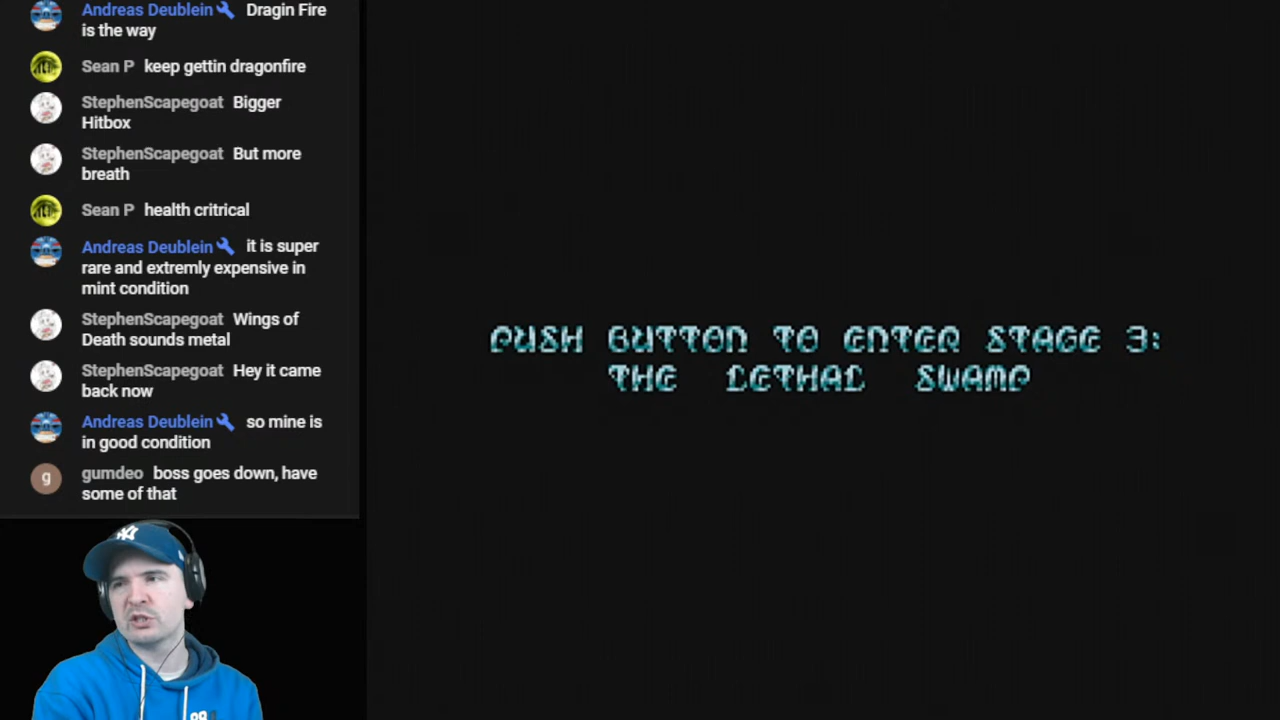 Andreas Deublein Dragin Fire
is the way
Sean P keep gettin dragonfire
StephenScapegoat Bigger
Hitbox
StephenScapegoat But more
breath
Sean P health critrical
Andreas Deublein it is super
rare and extremly expensive in
mint condition
StephenScapegoat Wings of
Death sounds metal
StephenScapegoat Hey it came
back now
Andreas Deublein so mine is
in good condition
g
gumdeo boss goes down, have
some of that
NY
PUSH BUTTON TO ENTER STAGE 3:
THE LETHAL SWAMP